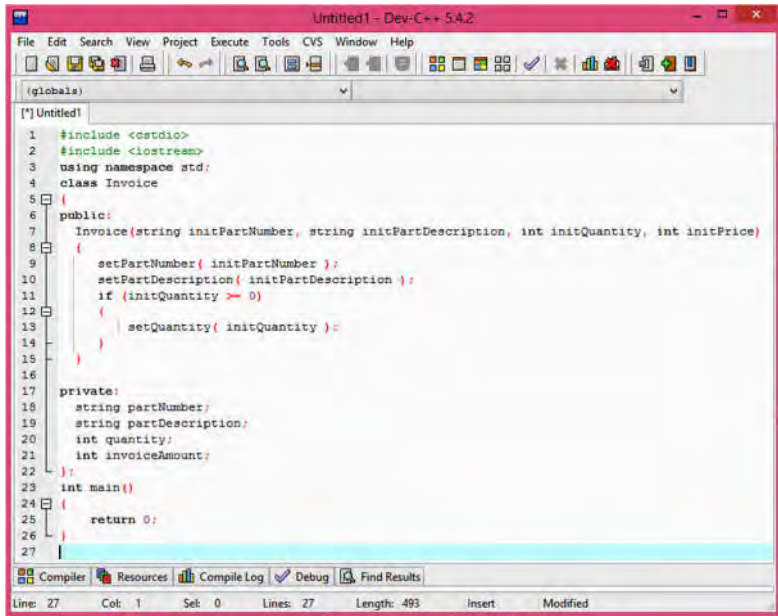 Untitled1 - Dev-C++ 5.4.2
File Edit Search View Project Execute Tools CVS Window Help
(globals)
[*] Untitled1
1 #include <cstdio>
2 #include <iostream>
3 using namespace std;
4 class Invoice
5 {
6 public:
7 Invoice(string initPartNumber, string initPartDescription, int initQuantity, int initPrice)
8 {
9 setPartNumber( initPartNumber );
10 setPartDescription( initPartDescription );
11 if (initQuantity >= 0)
12 {
13 setQuantity( initQuantity );
14 }
15 }
16
17 private:
18 string partNumber;
19 string partDescription;
20 int quantity;
21 int invoiceAmount;
22 };
23 int main()
24 {
25 return 0;
26 }
27
Compiler Resources Compile Log Debug Find Results
Line: 27 Col: 1 Sel: 0 Lines: 27 Length: 493 Insert Modified